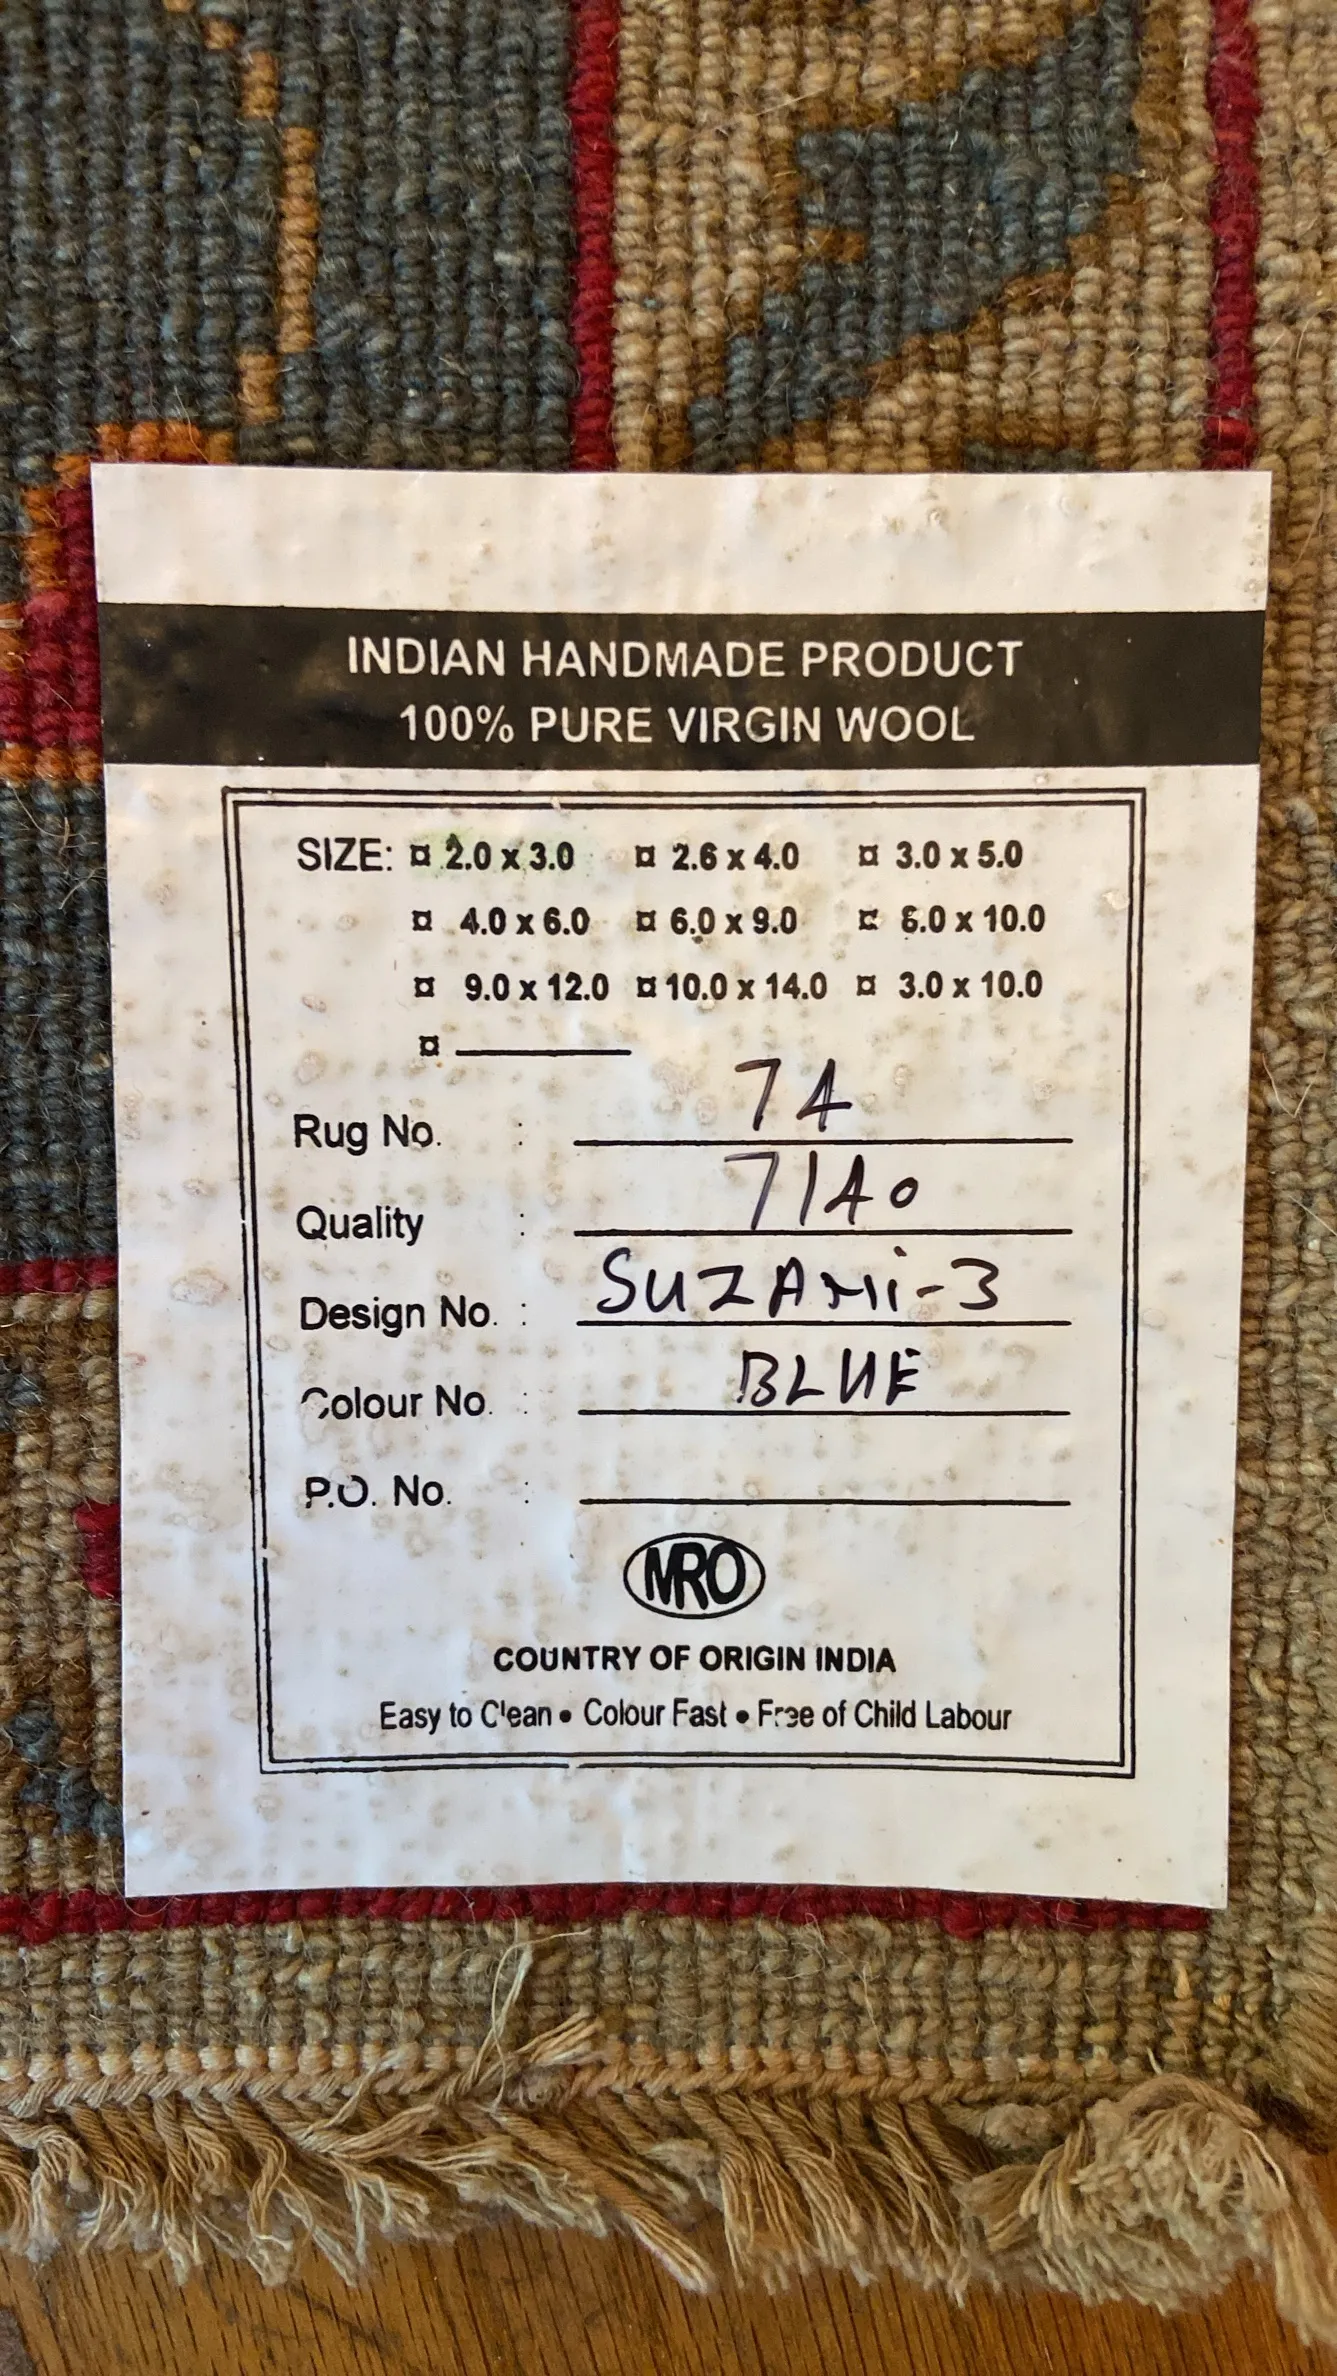 INDIAN HANDMADE PRODUCT
100% PURE VIRGIN WOOL
SIZE: ¤ 2.0 x 3.0 ¤ 2.6 x 4.0 ¤ 3.0 x 5.0
¤ 4.0 x 6.0 ¤ 6.0 x 9.0 ¤ 8.0 x 10.0
¤ 9.0 x 12.0 ¤ 10.0 x 14.0 ¤ 3.0 x 10.0
¤ ________
Rug No. : 74
Quality : 7140
Design No. : SUZANi-3
Colour No. : BLUE
P.O. No. :
MRO
COUNTRY OF ORIGIN INDIA
Easy to Clean • Colour Fast • Free of Child Labour